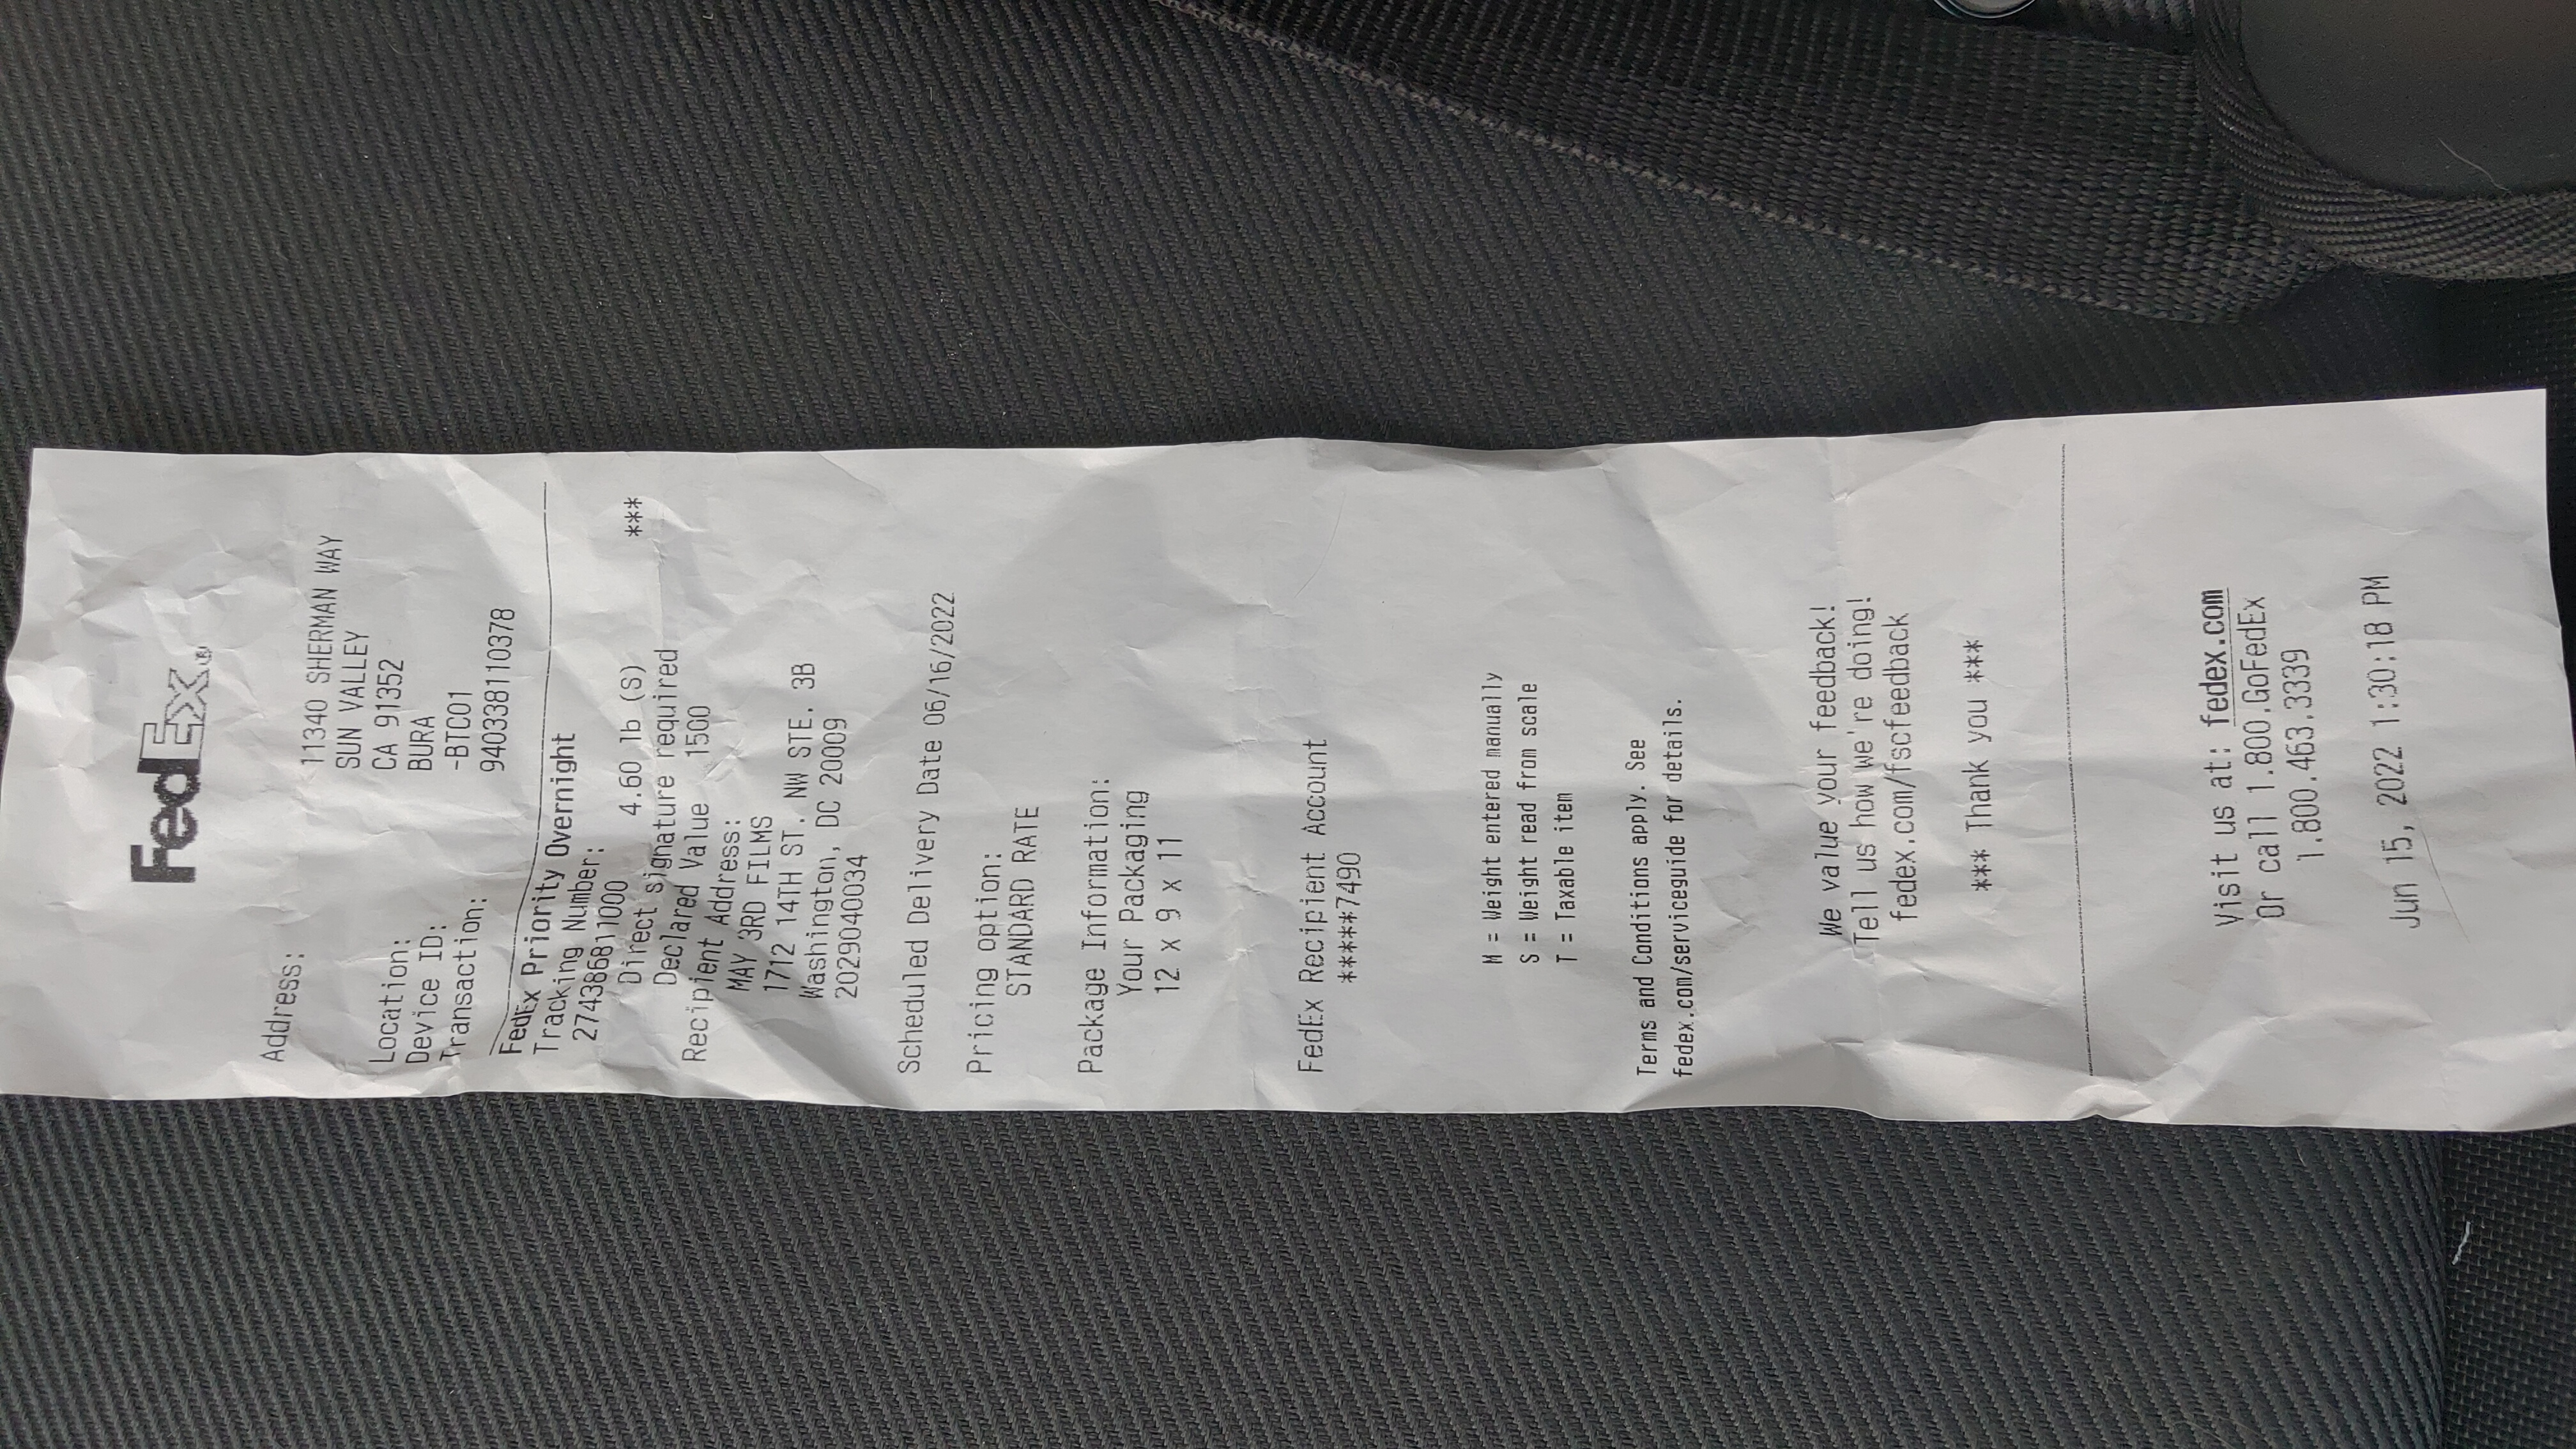 FedEx®
Address: 11340 SHERMAN WAY
SUN VALLEY
CA 91352
Location: BURA
Device ID: -BTC01
Transaction: 940338110378
FedEx Priority Overnight
Tracking Number:
274386811000 4.60 lb (S) ***
Direct signature required
Declared Value 1500
Recipient Address:
MAY 3RD FILMS
1712 14TH ST. NW STE. 3B
Washington, DC 20009
2029040034
Scheduled Delivery Date 06/16/2022
Pricing option:
STANDARD RATE
Package Information:
Your Packaging
12 x 9 x 11
FedEx Recipient Account
*****7490
M = Weight entered manually
S = Weight read from scale
T = Taxable item
Terms and Conditions apply. See
fedex.com/serviceguide for details.
We value your feedback!
Tell us how we're doing!
fedex.com/fscfeedback
*** Thank you ***
Visit us at: fedex.com
Or call 1.800.GoFedEx
1.800.463.3339
Jun 15, 2022 1:30:18 PM